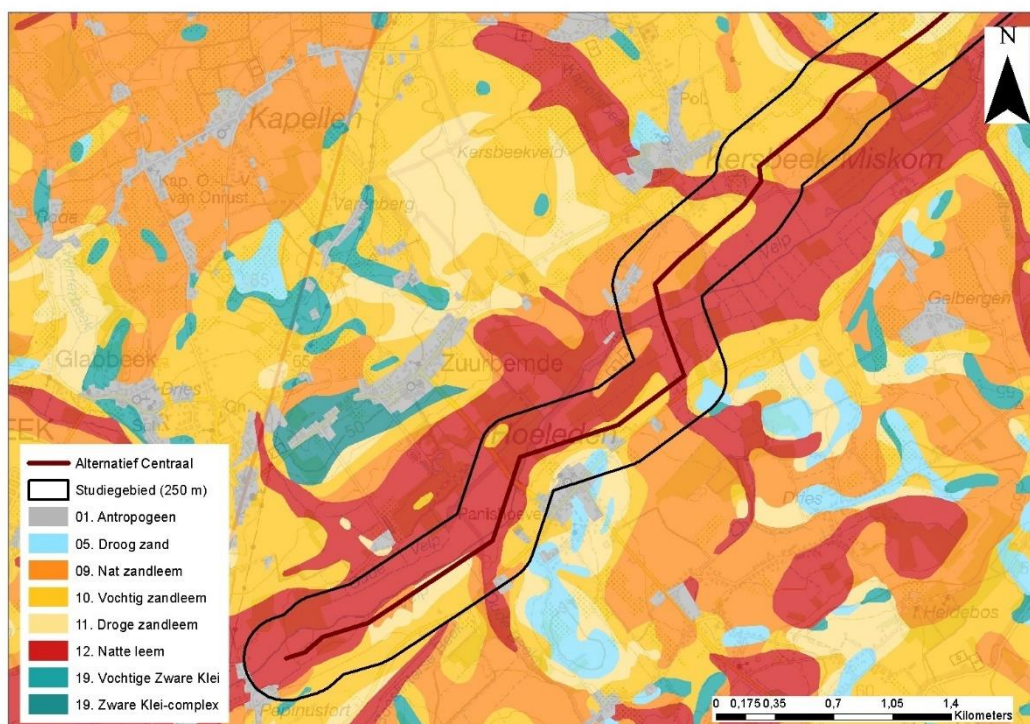 N
Kapellen
Kersbeekveld
Pol.
Kersbeek-Miskom
Kap. O.-L.-V.
van Onrust
Varenberg
Velp
Gelbergen
65
Glabbeek
Dries
Zuurbemde
50
Hoeleden
Dries
Panishoeve
Velp
't Heidebos
Pepinusfort
Alternatief Centraal
Studiegebied (250 m)
01. Antropogeen
05. Droog zand
09. Nat zandleem
10. Vochtig zandleem
11. Droge zandleem
12. Natte leem
19. Vochtige Zware Klei
19. Zware Klei-complex
0 0,175 0,35 0,7 1,05 1,4
Kilometers